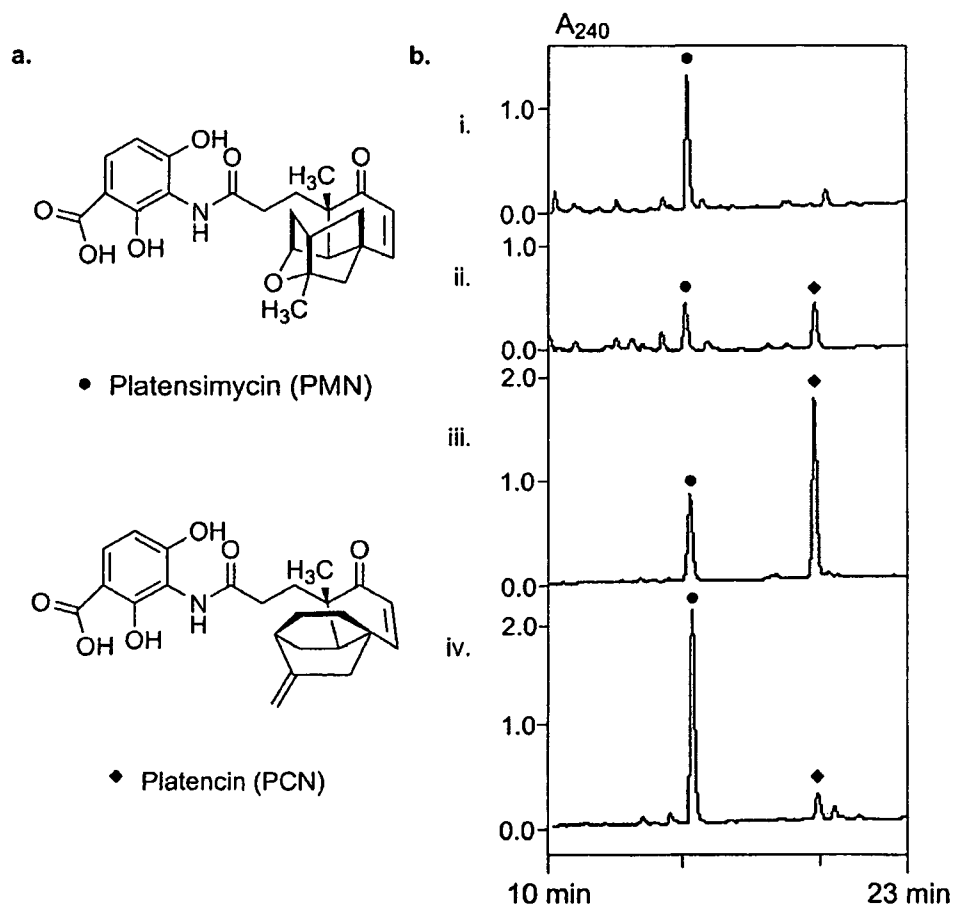 a.
OH
O
O
H₃C
N
H
O
OH
OH
O
H₃C
● Platensimycin (PMN)
OH
O
O
H₃C
N
H
O
OH
OH
◆ Platencin (PCN)
b.
A₂₄₀
i.
1.0
0.0
ii.
1.0
0.0
iii.
2.0
1.0
0.0
iv.
2.0
1.0
0.0
10 min
23 min